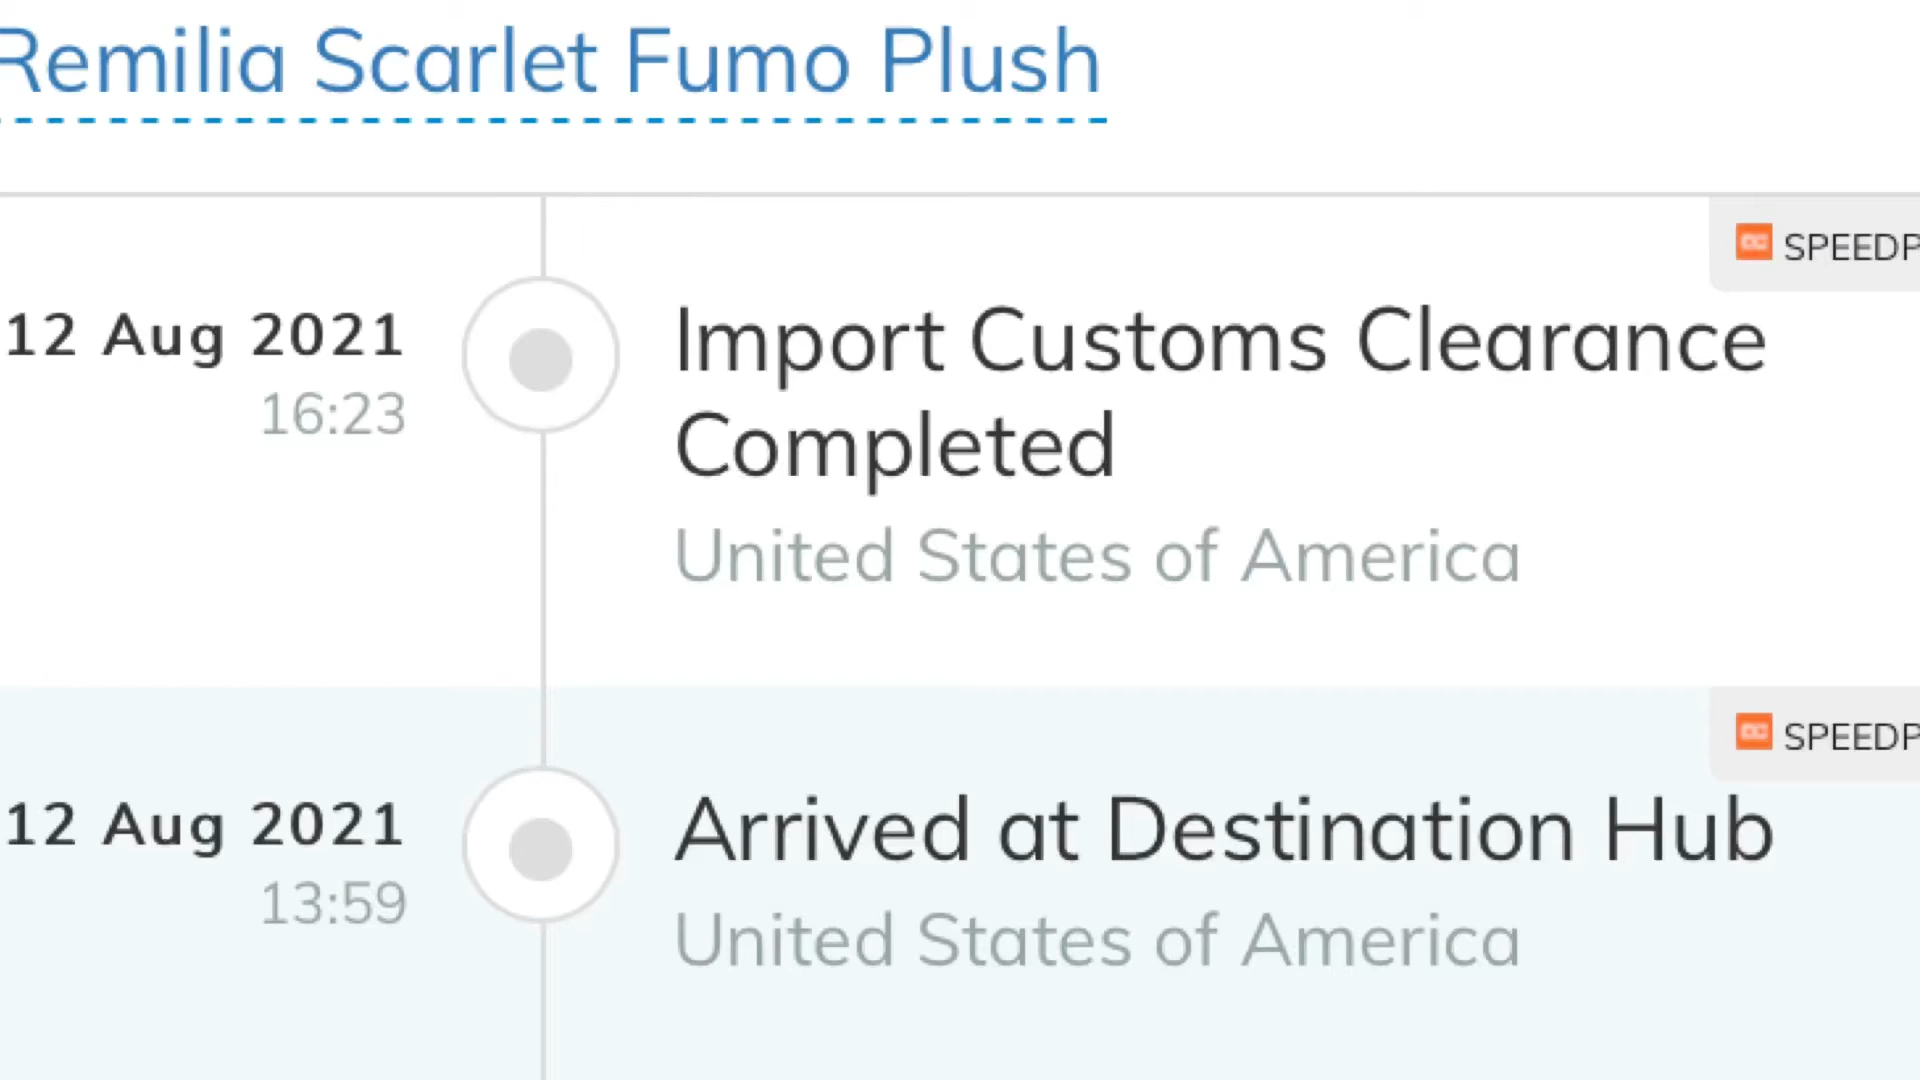 Remilia Scarlet Fumo Plush
SPEEDP
12 Aug 2021
16:23
Import Customs Clearance
Completed
United States of America
SPEEDP
12 Aug 2021
13:59
Arrived at Destination Hub
United States of America